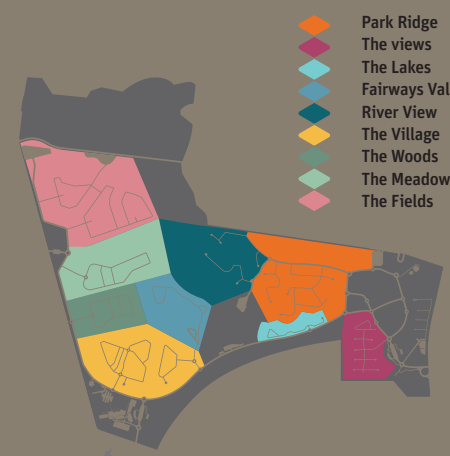 Park Ridge
The views
The Lakes
Fairways Val
River View
The Village
The Woods
The Meadow
The Fields